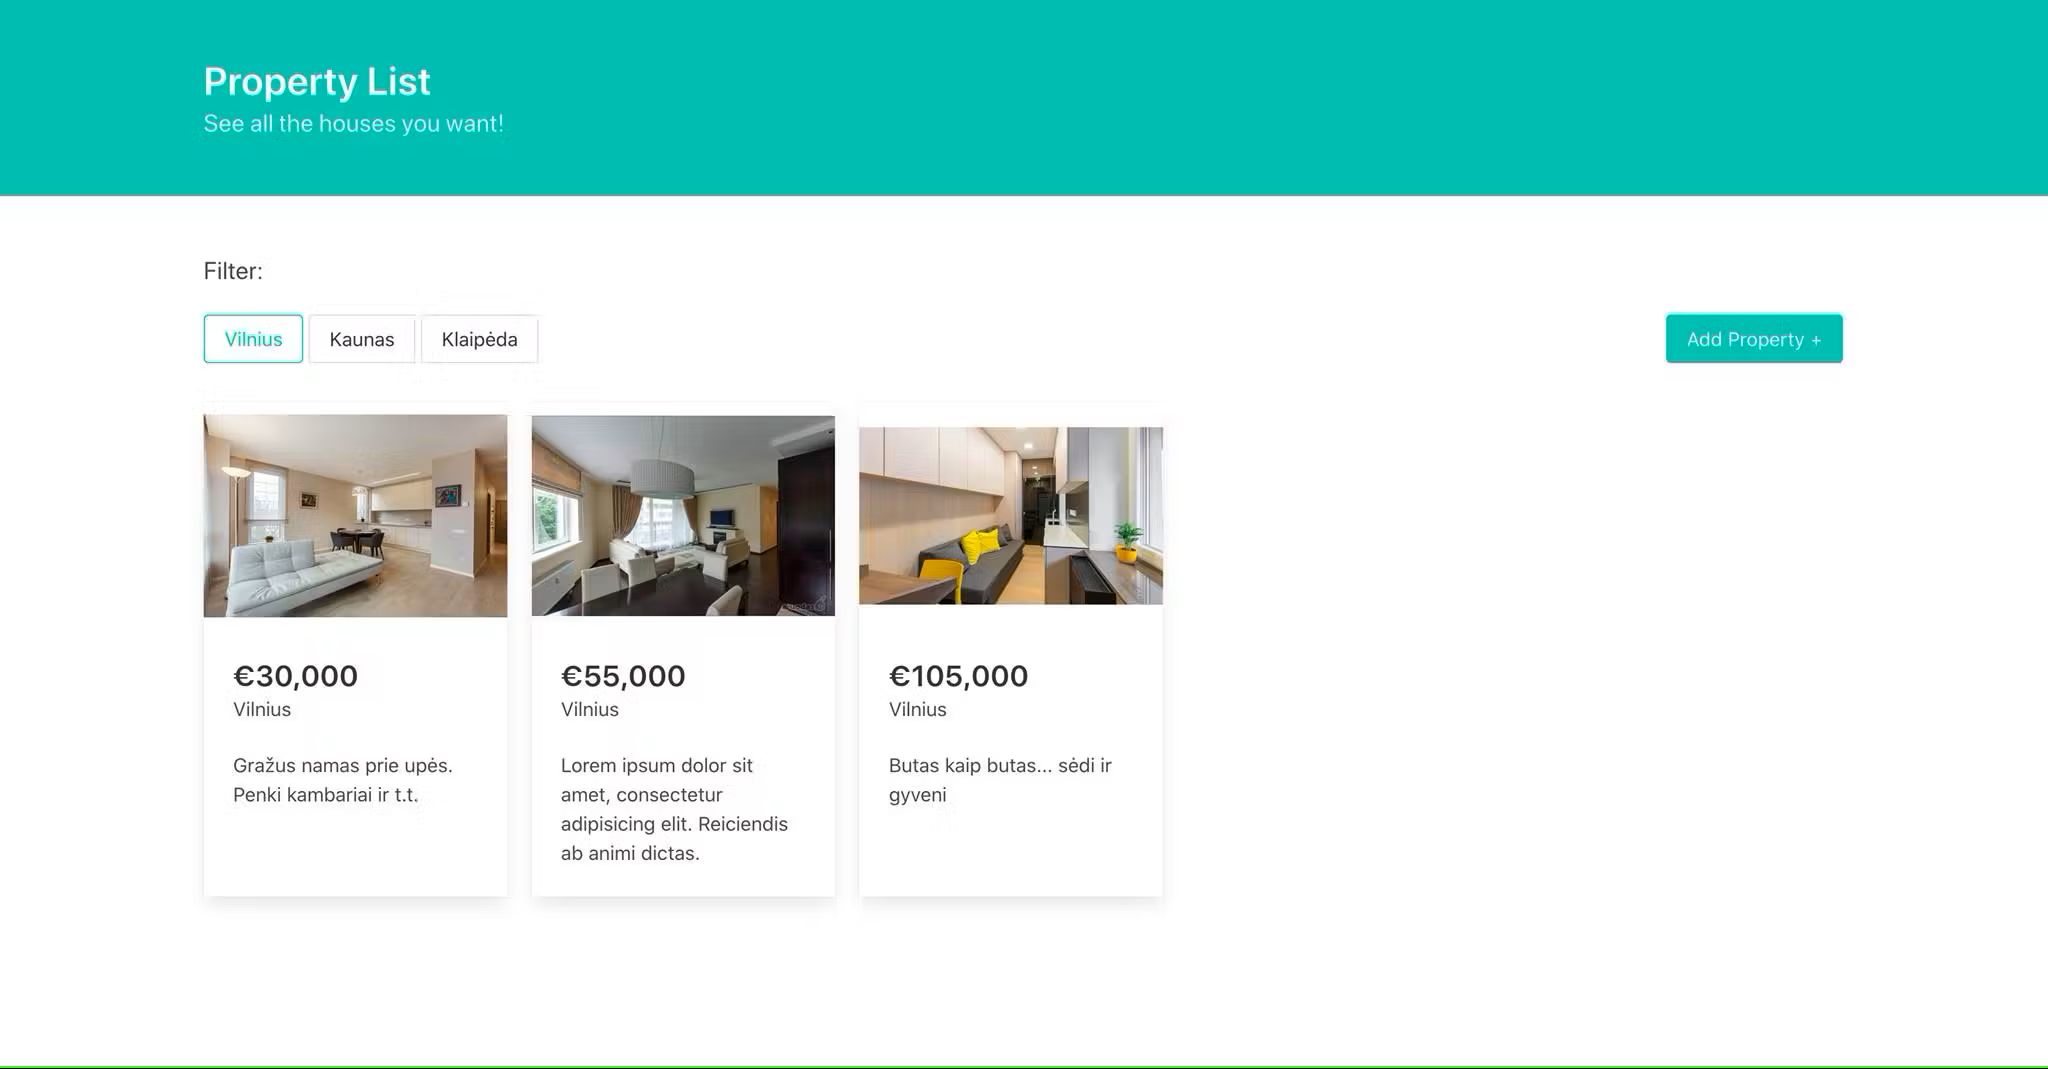 Property List
See all the houses you want!
Filter:
Vilnius
Kaunas
Klaipėda
Add Property +
€30,000
Vilnius
Gražus namas prie upės.
Penki kambariai ir t.t.
€55,000
Vilnius
Lorem ipsum dolor sit
amet, consectetur
adipisicing elit. Reiciendis
ab animi dictas.
€105,000
Vilnius
Butas kaip butas... sėdi ir
gyveni